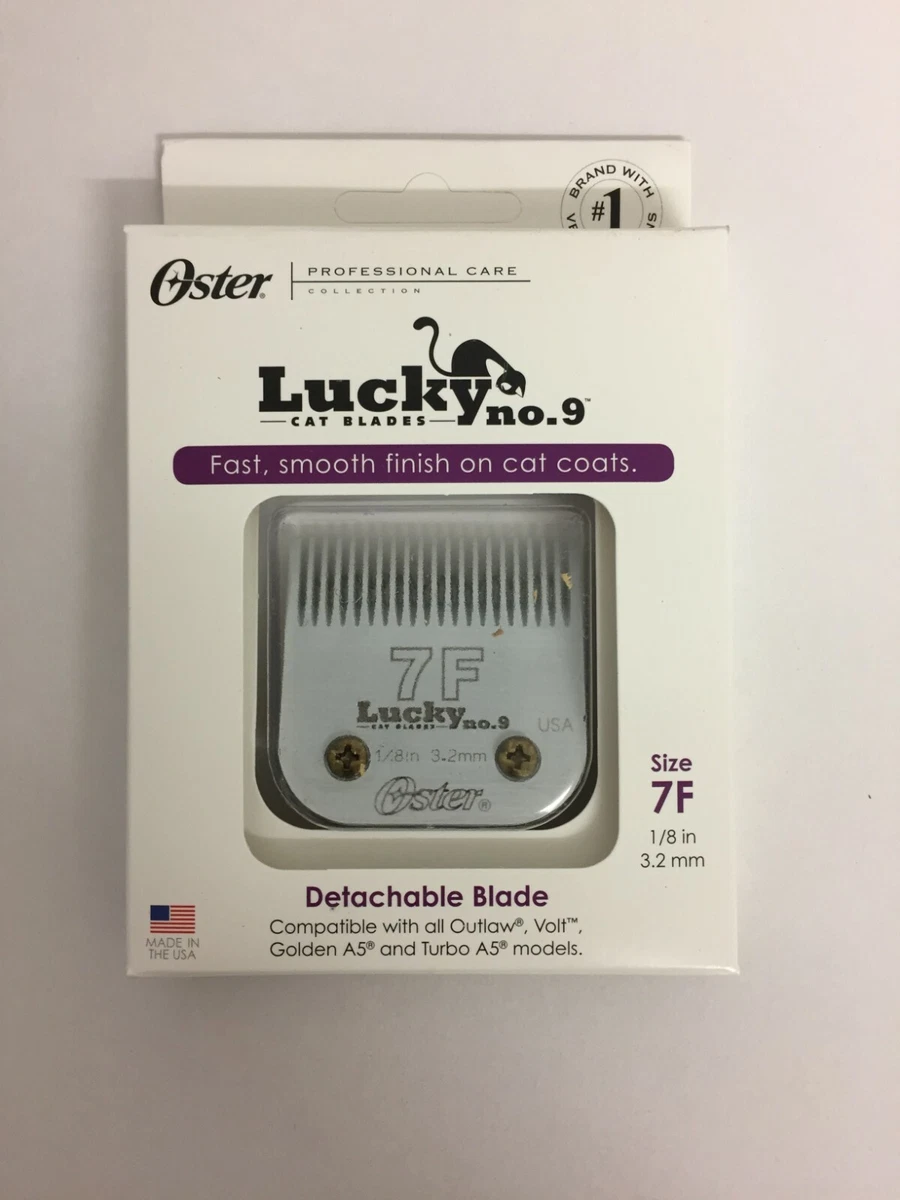 BRAND WITH
#1
Oster® PROFESSIONAL CARE
COLLECTION
Lucky no.9™
CAT BLADES
Fast, smooth finish on cat coats.
7F
Lucky no.9
CAT BLADES
USA
1/8in 3.2mm
Oster®
Size
7F
1/8 in
3.2 mm
Detachable Blade
Compatible with all Outlaw®, Volt™,
Golden A5® and Turbo A5® models.
MADE IN
THE USA